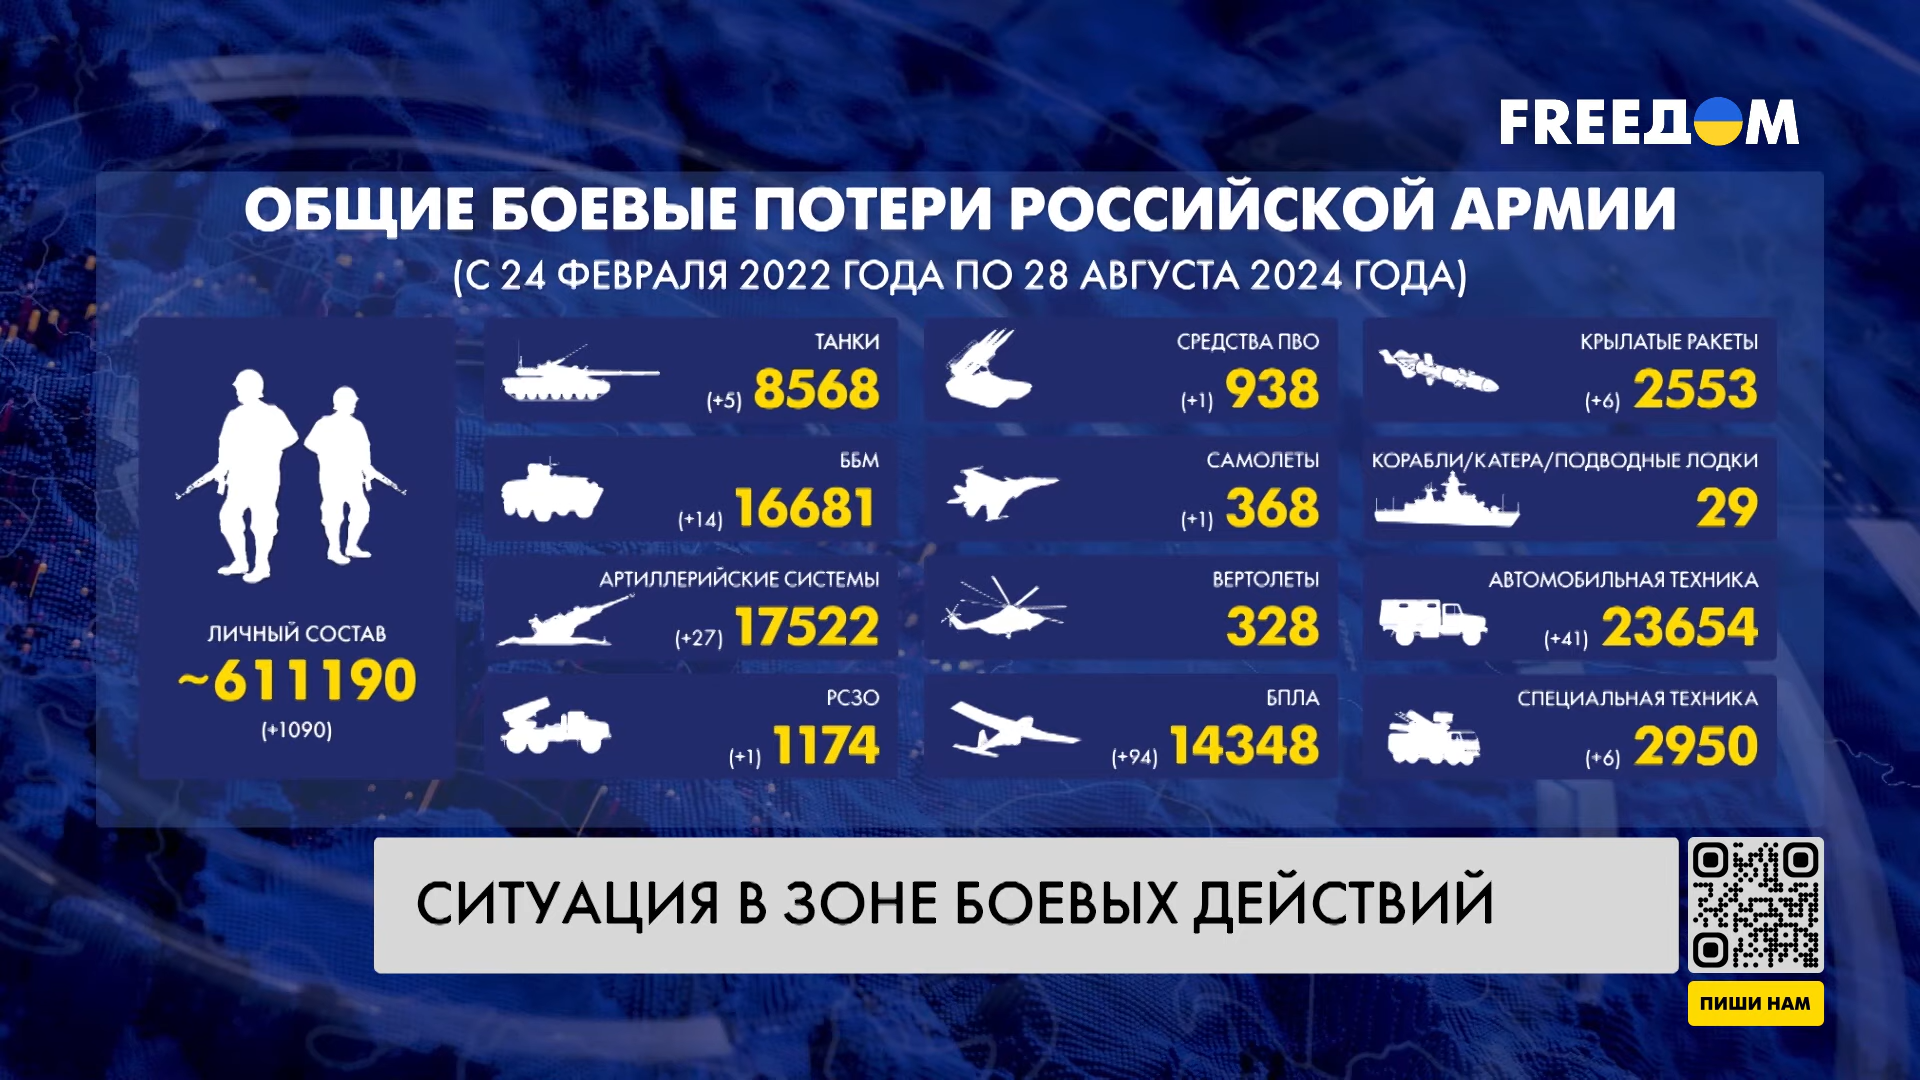 FREEДOM
ОБЩИЕ БОЕВЫЕ ПОТЕРИ РОССИЙСКОЙ АРМИИ
(С 24 ФЕВРАЛЯ 2022 ГОДА ПО 28 АВГУСТА 2024 ГОДА)
ЛИЧНЫЙ СОСТАВ
~611190
(+1090)
ТАНКИ
(+5) 8568
ББМ
(+14) 16681
АРТИЛЛЕРИЙСКИЕ СИСТЕМЫ
(+27) 17522
РСЗО
(+1) 1174
СРЕДСТВА ПВО
(+1) 938
САМОЛЕТЫ
(+1) 368
ВЕРТОЛЕТЫ
328
БПЛА
(+94) 14348
КРЫЛАТЫЕ РАКЕТЫ
(+6) 2553
КОРАБЛИ/КАТЕРА/ПОДВОДНЫЕ ЛОДКИ
29
АВТОМОБИЛЬНАЯ ТЕХНИКА
(+41) 23654
СПЕЦИАЛЬНАЯ ТЕХНИКА
(+6) 2950
СИТУАЦИЯ В ЗОНЕ БОЕВЫХ ДЕЙСТВИЙ
ПИШИ НАМ